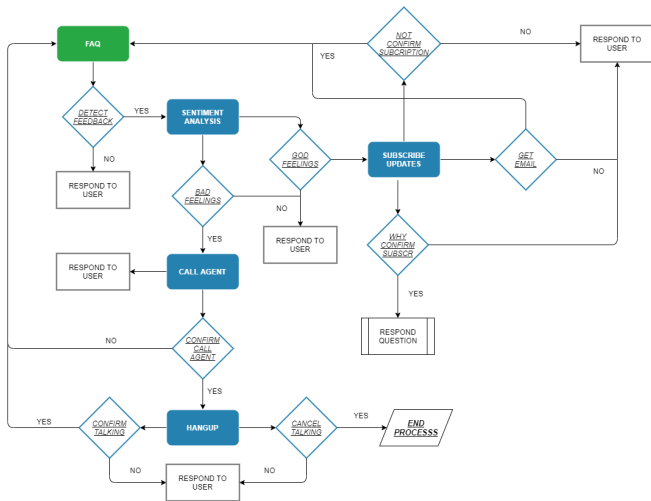 FAQ
NOT
CONFIRM
SUBCRIPTION
NO
RESPOND TO
USER
YES
DETECT
FEEDBACK
YES
SENTIMENT
ANALYSIS
NO
GOD
FEELINGS
SUBSCRIBE
UPDATES
GET
EMAIL
NO
RESPOND TO
USER
BAD
FEELINGS
NO
RESPOND TO
USER
WHY
CONFIRM
SUBSCR
YES
CALL AGENT
RESPOND TO
USER
YES
RESPOND
QUESTION
NO
CONFIRM
CALL
AGENT
YES
YES
CONFIRM
TALKING
HANGUP
CANCEL
TALKING
YES
END
PROCESSS
NO
RESPOND TO
USER
NO